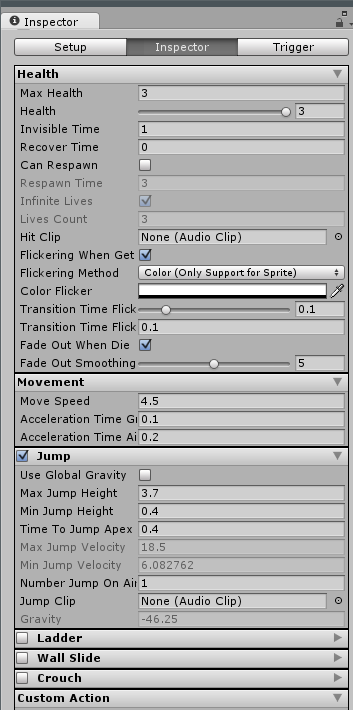 Inspector
Setup Inspector Trigger
Health
Max Health 3
Health 3
Invisible Time 1
Recover Time 0
Can Respawn
Respawn Time 3
Infinite Lives
Lives Count 3
Hit Clip None (Audio Clip)
Flickering When Get
Flickering Method Color (Only Support for Sprite)
Color Flicker
Transition Time Flick 0.1
Transition Time Flick 0.1
Fade Out When Die
Fade Out Smoothing 5
Movement
Move Speed 4.5
Acceleration Time Gr 0.1
Acceleration Time Ai 0.2
Jump
Use Global Gravity
Max Jump Height 3.7
Min Jump Height 0.4
Time To Jump Apex 0.4
Max Jump Velocity 18.5
Min Jump Velocity 6.082762
Number Jump On Air 1
Jump Clip None (Audio Clip)
Gravity -46.25
Ladder
Wall Slide
Crouch
Custom Action